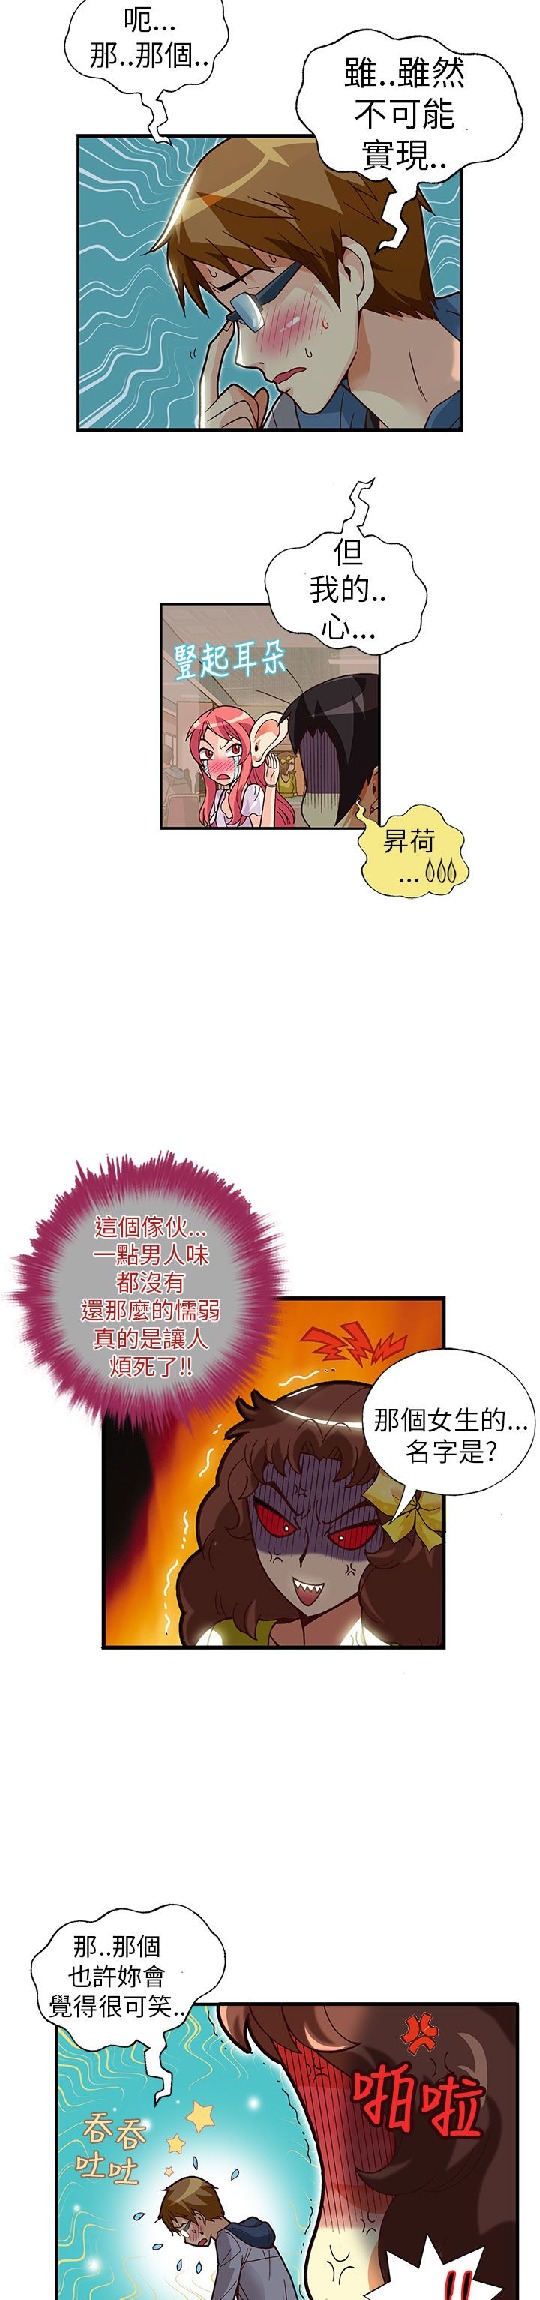 呃...
那..那個..
雖..雖然
不可能
實現..
但
我的..
心...
豎起耳朵
昇荷
...
這個傢伙...
一點男人味
都沒有
還那麼的懦弱
真的是讓人
煩死了!!
那個女生的...
名字是?
那..那個
也許妳會
覺得很可笑..
啪啦
吞吞
吐吐
!!